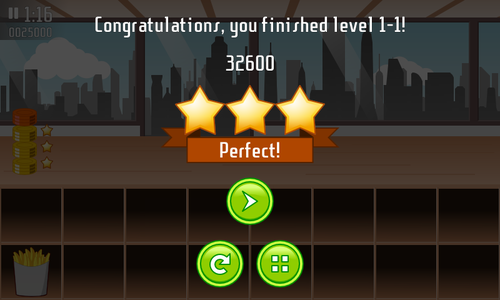 1:16
0025000
Congratulations, you finished level 1-1!
32600
Perfect!